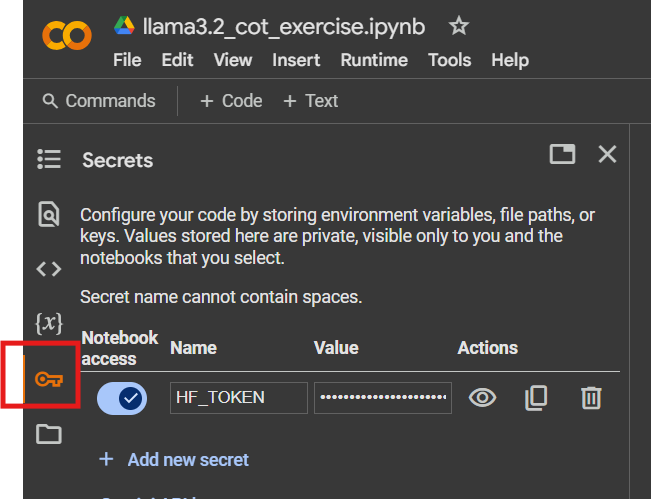 llama3.2_cot_exercise.ipynb
File Edit View Insert Runtime Tools Help
Commands + Code + Text
Secrets
Configure your code by storing environment variables, file paths, or
keys. Values stored here are private, visible only to you and the
notebooks that you select.
Secret name cannot contain spaces.
Notebook
access Name Value Actions
HF_TOKEN ••••••••••••••••••••••
+ Add new secret